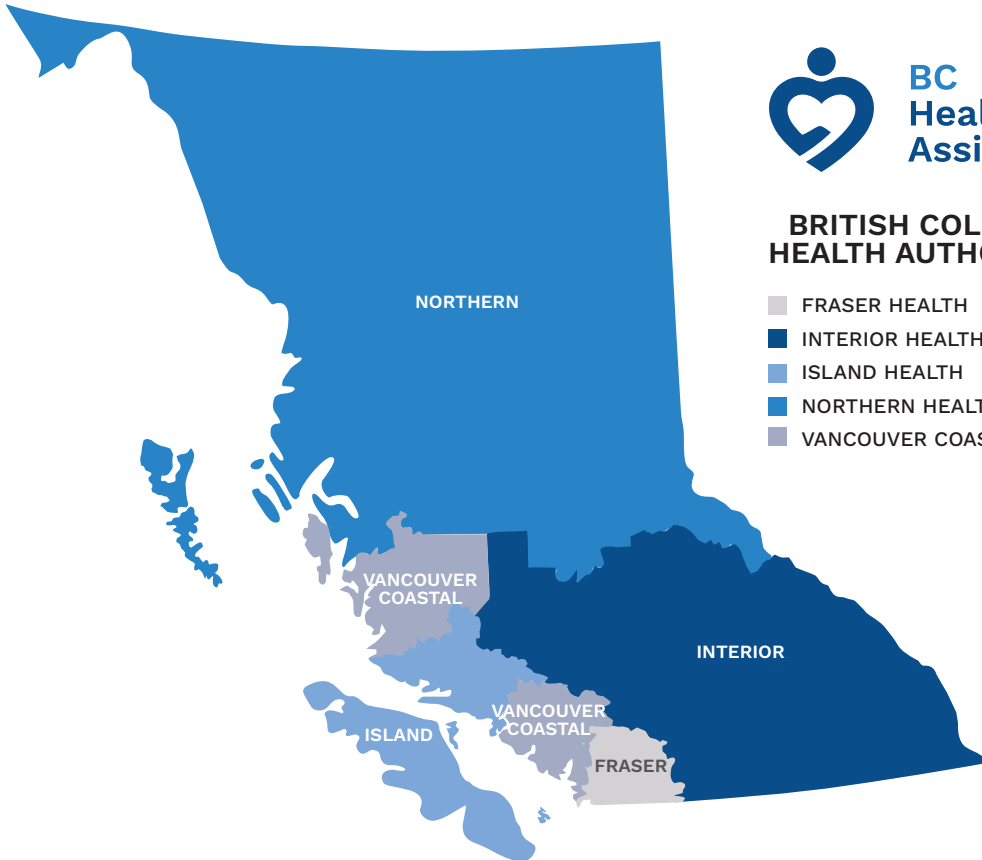 BC
Heal
Assi
BRITISH COL
HEALTH AUTHO
FRASER HEALTH
INTERIOR HEALTH
ISLAND HEALTH
NORTHERN HEALT
VANCOUVER COAS
NORTHERN
VANCOUVER
COASTAL
INTERIOR
VANCOUVER
COASTAL
ISLAND
FRASER